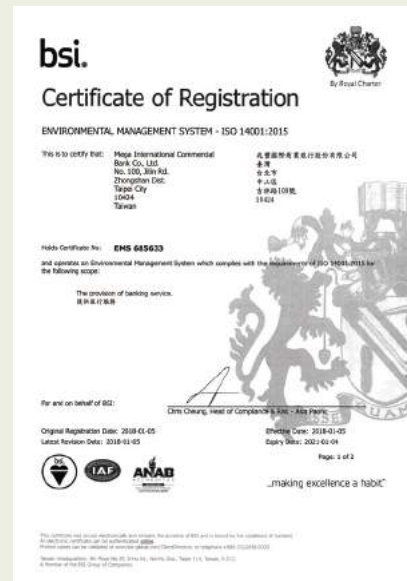 bsi.
By Royal Charter
Certificate of Registration
ENVIRONMENTAL MANAGEMENT SYSTEM - ISO 14001:2015
This is to certify that:
Mega International Commercial
Bank Co., Ltd.
No. 100, Jilin Rd.
Zhongshan Dist.
Taipei City
10424
Taiwan
兆豐國際商業銀行股份有限公司
臺灣
台北市
中山區
吉林路100號
10424
Holds Certificate No: EMS 685633
and operates an Environmental Management System which complies with the requirements of ISO 14001:2015 for
the following scope:
The provision of banking service.
提供銀行服務
For and on behalf of BSI:
Chris Cheung, Head of Compliance & Risk - Asia Pacific
Original Registration Date: 2018-01-05
Effective Date: 2018-01-05
Latest Revision Date: 2018-01-05
Expiry Date: 2021-01-04
Page: 1 of 2
bsi.
IAF
ANAB
ACCREDITED
...making excellence a habit.™